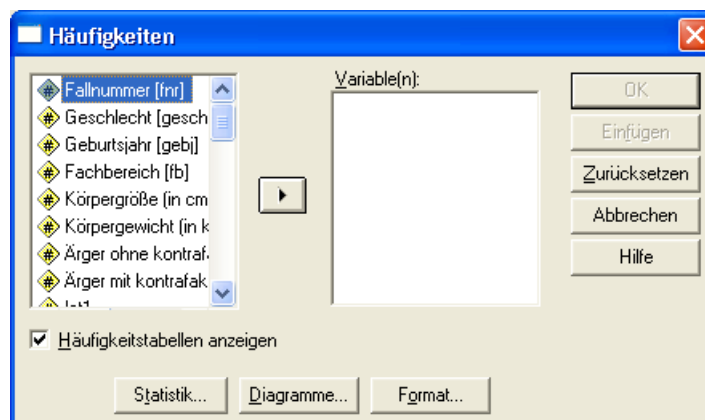 Häufigkeiten
Fallnummer [fnr]
Geschlecht [gesch
Geburtsjahr [gebj]
Fachbereich [fb]
Körpergröße (in cm
Körpergewicht (in k
Ärger ohne kontraf
Ärger mit kontrafak
Variable(n):
OK
Einfügen
Zurücksetzen
Abbrechen
Hilfe
Häufigkeitstabellen anzeigen
Statistik...
Diagramme...
Format...